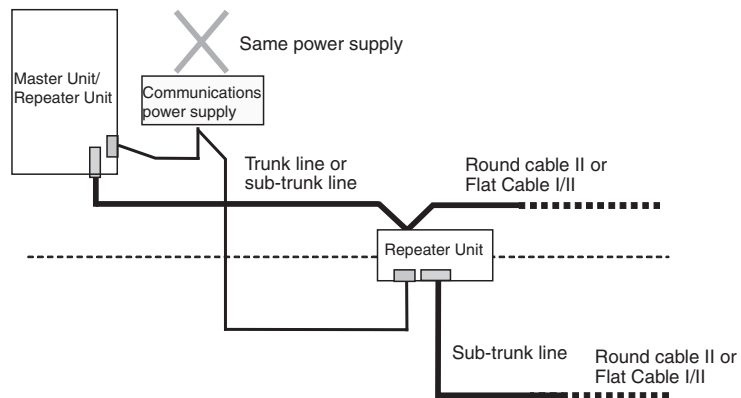 Same power supply
Master Unit/
Repeater Unit
Communications
power supply
Trunk line or
sub-trunk line
Round cable II or
Flat Cable I/II
Repeater Unit
Sub-trunk line
Round cable II or
Flat Cable I/II